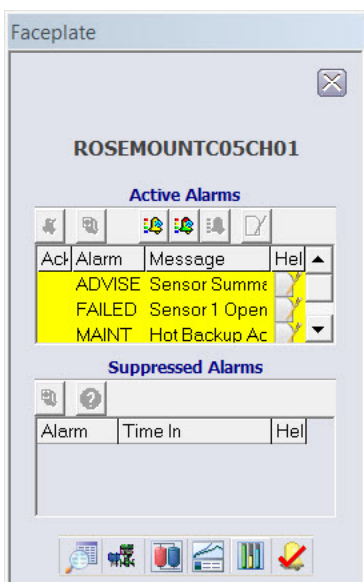 Faceplate
ROSEMOUNTC05CH01
Active Alarms
Ack Alarm Message Hel
ADVISE Sensor Summa
FAILED Sensor 1 Open
MAINT Hot Backup Ac
Suppressed Alarms
Alarm Time In Hel